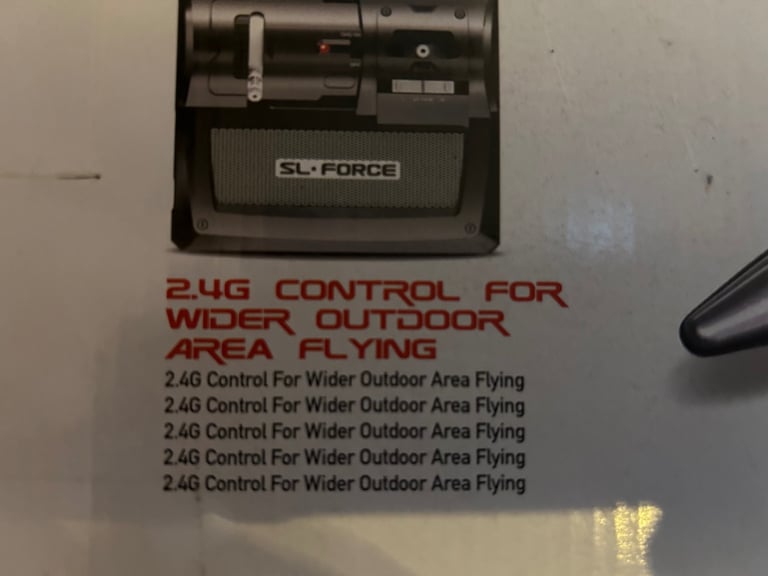 SL·FORCE
2.4G CONTROL FOR
WIDER OUTDOOR
AREA FLYING
2.4G Control For Wider Outdoor Area Flying
2.4G Control For Wider Outdoor Area Flying
2.4G Control For Wider Outdoor Area Flying
2.4G Control For Wider Outdoor Area Flying
2.4G Control For Wider Outdoor Area Flying